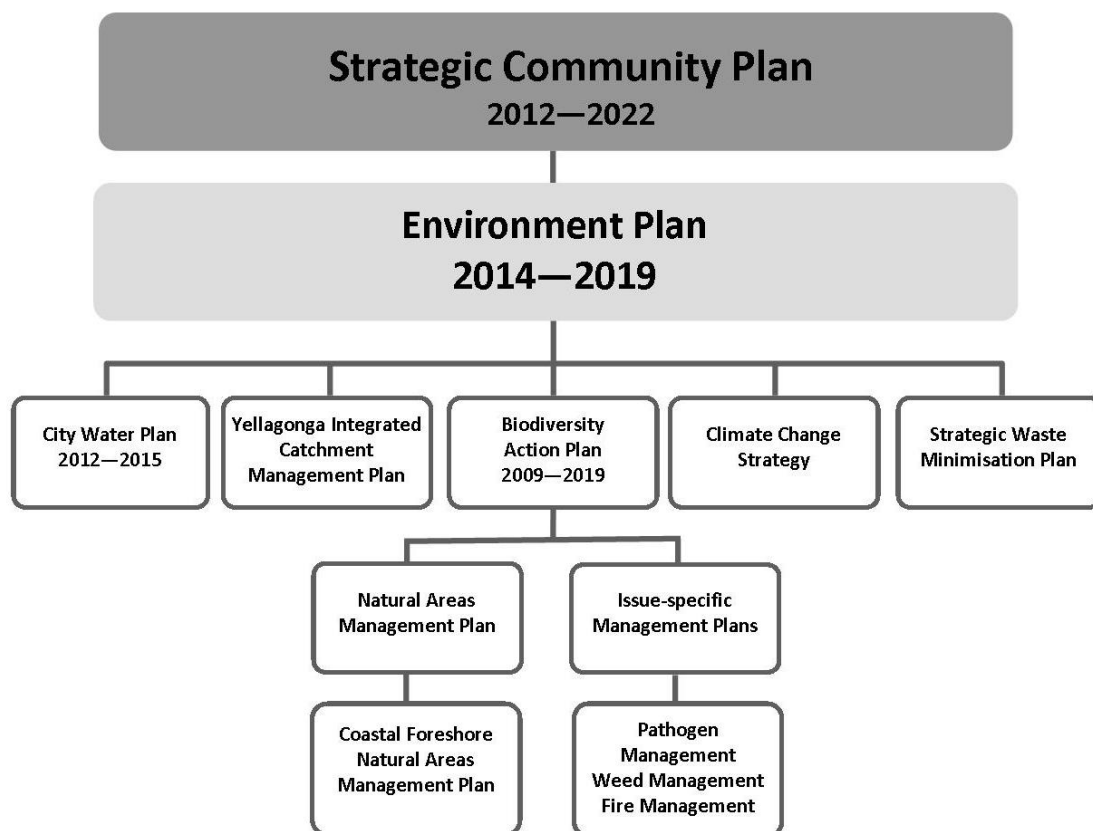 Strategic Community Plan
2012—2022
Environment Plan
2014—2019
City Water Plan
2012—2015
Yellagonga Integrated
Catchment
Management Plan
Biodiversity
Action Plan
2009—2019
Climate Change
Strategy
Strategic Waste
Minimisation Plan
Natural Areas
Management Plan
Issue-specific
Management Plans
Coastal Foreshore
Natural Areas
Management Plan
Pathogen
Management
Weed Management
Fire Management